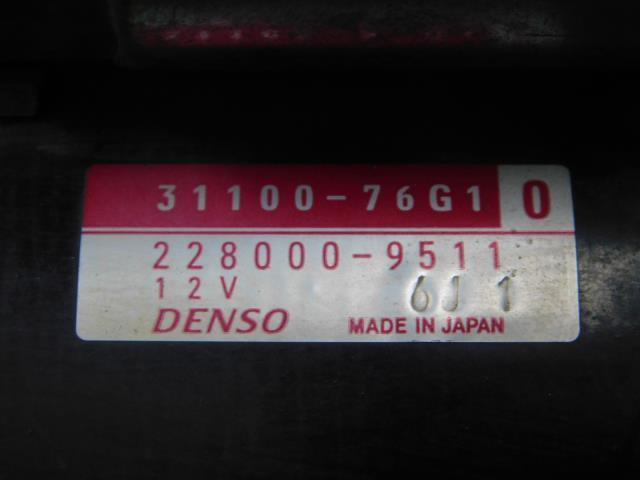 31100-76G1 0
228000-9511
12V 6J 1
DENSO MADE IN JAPAN